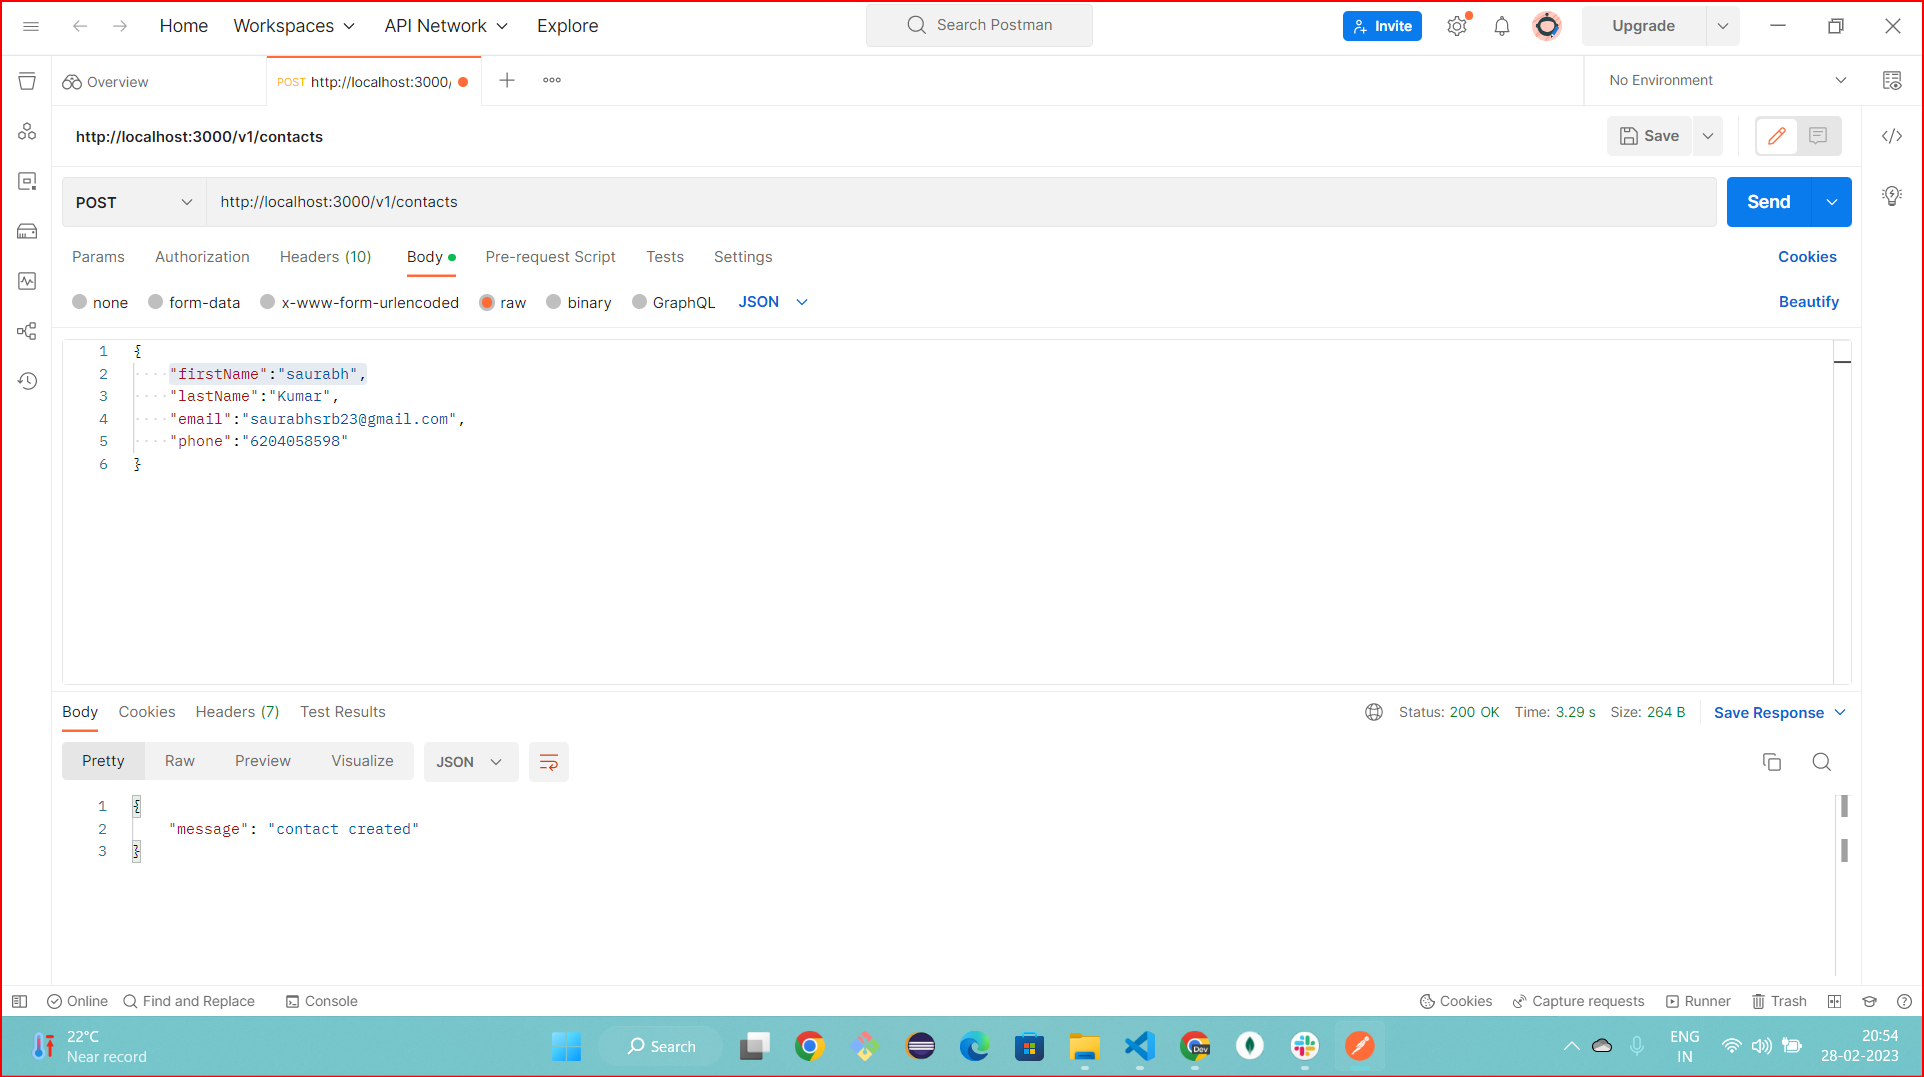 Home Workspaces API Network Explore Search Postman Invite Upgrade
Overview POST http://localhost:3000/ No Environment
http://localhost:3000/v1/contacts Save
POST http://localhost:3000/v1/contacts Send
Params Authorization Headers (10) Body Pre-request Script Tests Settings Cookies
none form-data x-www-form-urlencoded raw binary GraphQL JSON Beautify
1 {
2 "firstName":"saurabh",
3 "lastName":"Kumar",
4 "email":"saurabhsrb23@gmail.com",
5 "phone":"6204058598"
6 }
Body Cookies Headers (7) Test Results Status: 200 OK Time: 3.29 s Size: 264 B Save Response
Pretty Raw Preview Visualize JSON
1 {
2 "message": "contact created"
3 }
Online Find and Replace Console Cookies Capture requests Runner Trash
22°C Search Dev ENG 20:54
Near record IN 28-02-2023